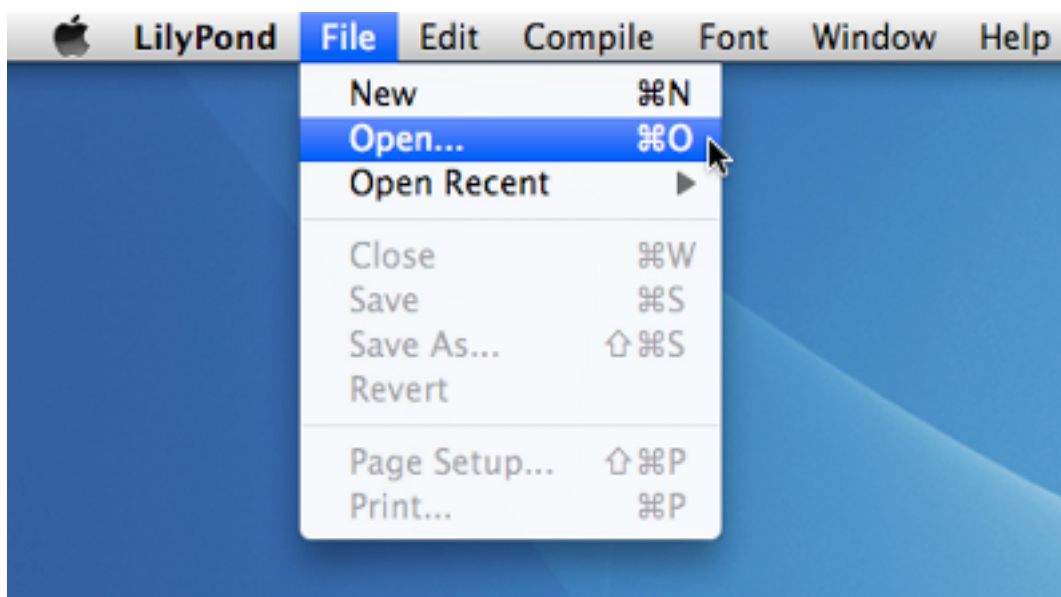 LilyPond File Edit Compile Font Window Help
New ⌘N
Open... ⌘O
Open Recent ▶
Close ⌘W
Save ⌘S
Save As... ⇧⌘S
Revert
Page Setup... ⇧⌘P
Print... ⌘P